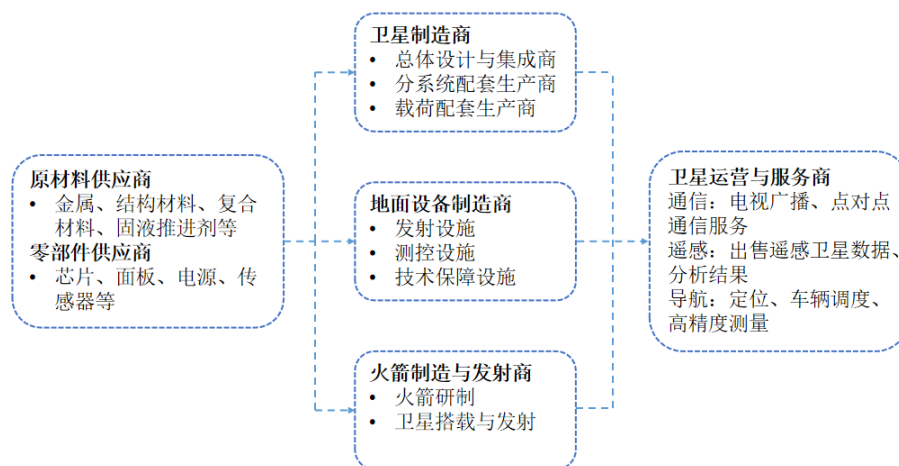 卫星制造商
• 总体设计与集成商
• 分系统配套生产商
• 载荷配套生产商
原材料供应商
• 金属、结构材料、复合
材料、固液推进剂等
零部件供应商
• 芯片、面板、电源、传
感器等
地面设备制造商
• 发射设施
• 测控设施
• 技术保障设施
火箭制造与发射商
• 火箭研制
• 卫星搭载与发射
卫星运营与服务商
通信：电视广播、点对点
通信服务
遥感：出售遥感卫星数据、
分析结果
导航：定位、车辆调度、
高精度测量